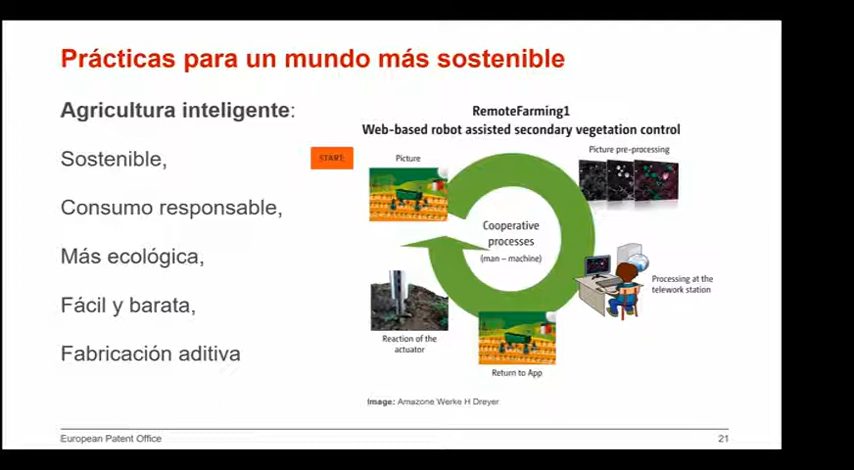 Prácticas para un mundo más sostenible
Agricultura inteligente:
Sostenible,
Consumo responsable,
Más ecológica,
Fácil y barata,
Fabricación aditiva
RemoteFarming1
Web-based robot assisted secondary vegetation control
START
Picture
Picture pre-processing
Cooperative
processes
(man – machine)
Processing at the
telework station
Reaction of the
actuator
Return to App
Image: Amazone Werke H Dreyer
European Patent Office
21